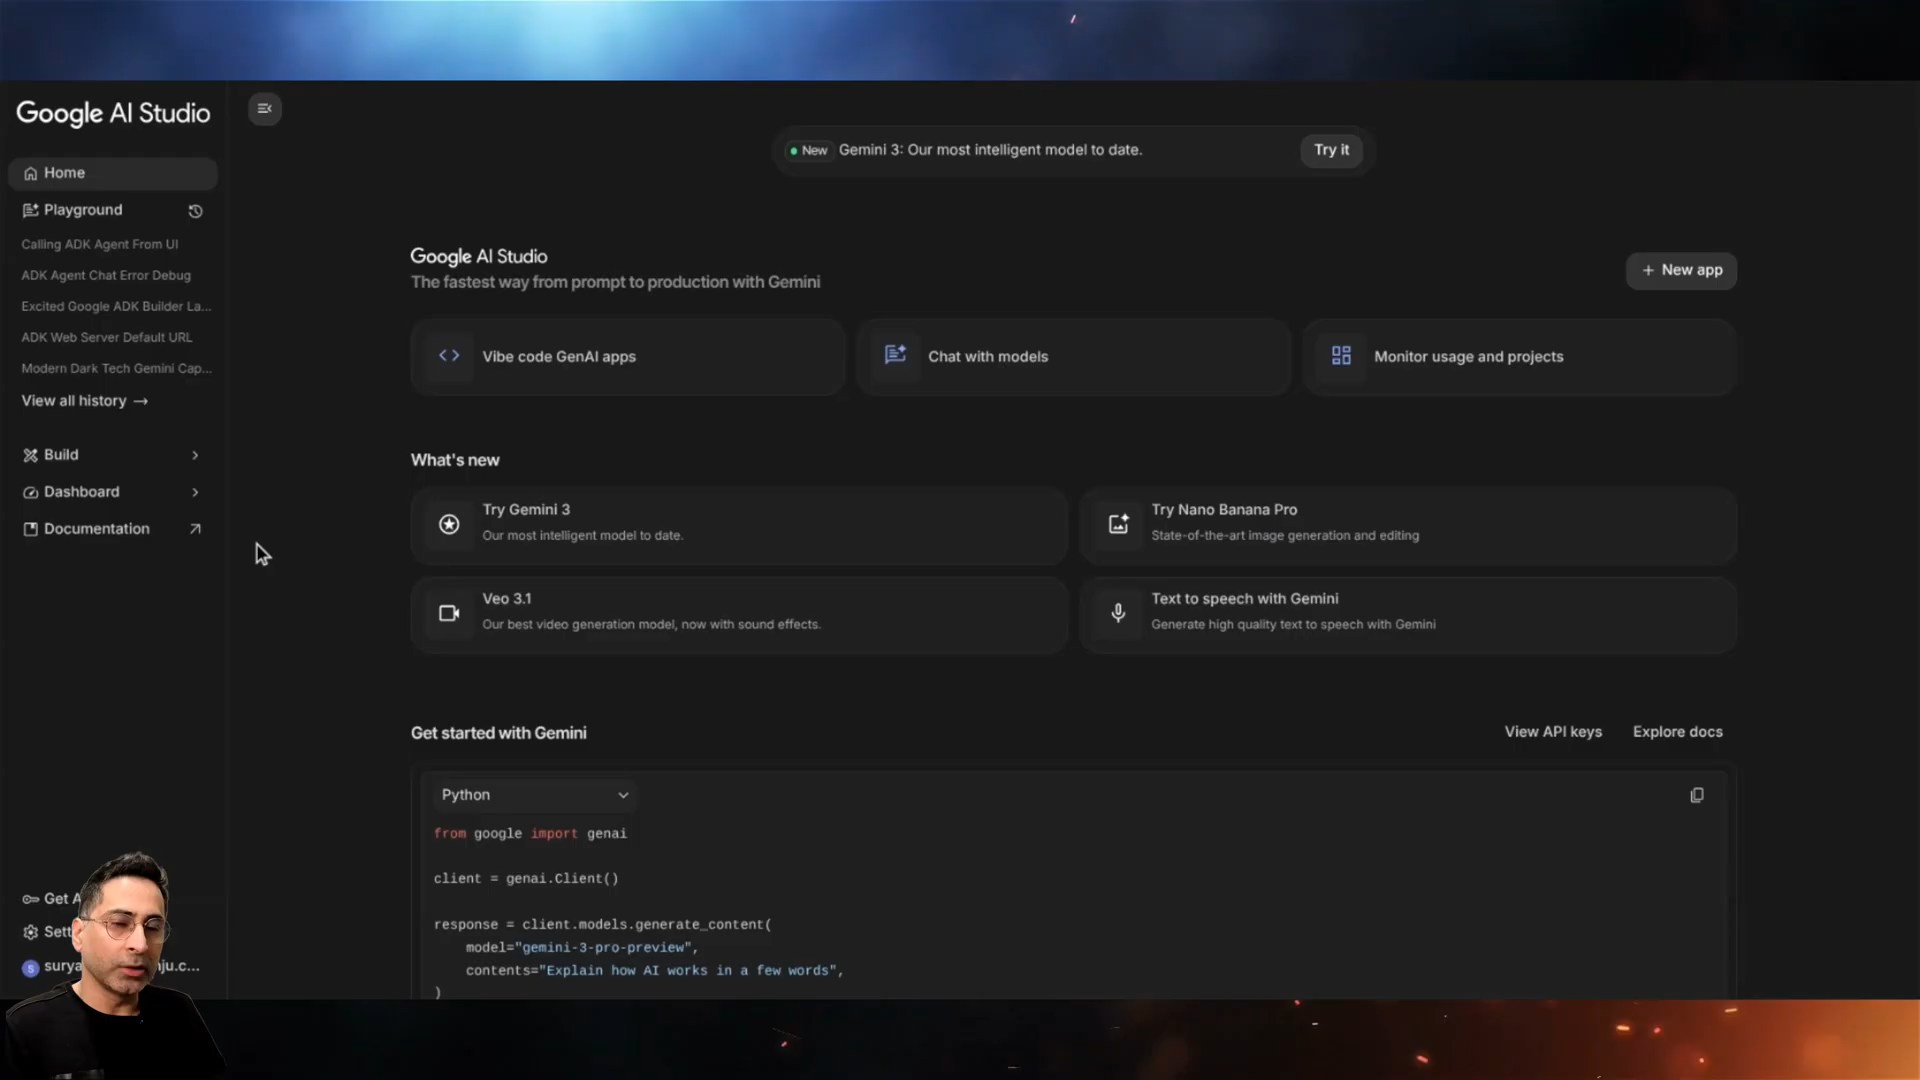 Google AI Studio
Home
Playground
Calling ADK Agent From UI
ADK Agent Chat Error Debug
Excited Google ADK Builder La...
ADK Web Server Default URL
Modern Dark Tech Gemini Cap...
View all history →
Build
Dashboard
Documentation
Get
S
New Gemini 3: Our most intelligent model to date. Try it
Google AI Studio
The fastest way from prompt to production with Gemini
+ New app
Vibe code GenAI apps
Chat with models
Monitor usage and projects
What's new
Try Gemini 3
Our most intelligent model to date.
Try Nano Banana Pro
State-of-the-art image generation and editing
Veo 3.1
Our best video generation model, now with sound effects.
Text to speech with Gemini
Generate high quality text to speech with Gemini
Get started with Gemini
View API keys
Explore docs
Python
from google import genai
client = genai.Client()
response = client.models.generate_content(
model="gemini-3-pro-preview",
contents="Explain how AI works in a few words",
)